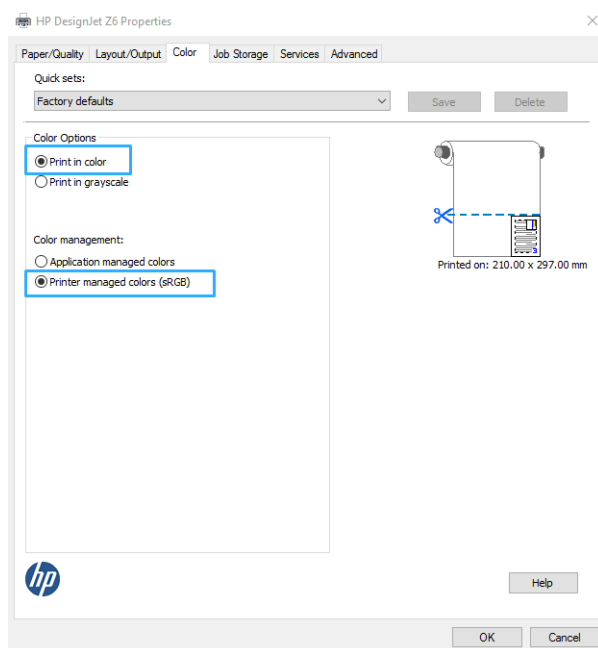 HP DesignJet Z6 Properties
Paper/Quality Layout/Output Color Job Storage Services Advanced
Quick sets:
Factory defaults Save Delete
Color Options
Print in color
Print in grayscale
Color management:
Application managed colors
Printer managed colors (sRGB)
Printed on: 210.00 x 297.00 mm
hp
Help
OK Cancel